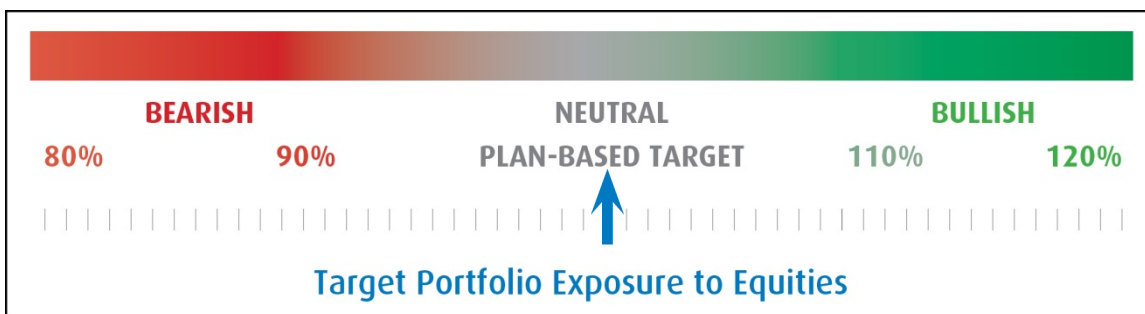 BEARISH NEUTRAL BULLISH
80% 90% PLAN-BASED TARGET 110% 120%
Target Portfolio Exposure to Equities